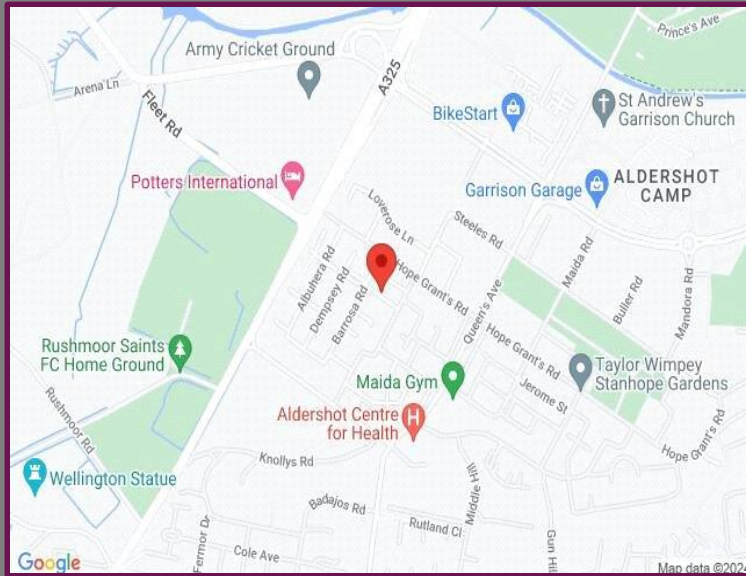 Prince's Ave
Army Cricket Ground
A325
Arena Ln
Fleet Rd
BikeStart
St Andrew's
Garrison Church
Potters International
Garrison Garage
ALDERSHOT
CAMP
Loverose Ln
Steeles Rd
Albuhera Rd
Dempsey Rd
Barrosa Rd
Hope Grant's Rd
Queen's Ave
Maida Rd
Buller Rd
Mandora Rd
Rushmoor Saints
FC Home Ground
Hope Grant's Rd
Taylor Wimpey
Stanhope Gardens
Maida Gym
Jerome St
Aldershot Centre
for Health
H
Rushmoor Rd
Hope Grant's Rd
Knollys Rd
Wellington Statue
Middle Hill
Badajos Rd
Rutland Cl
Fermor Dr
Cole Ave
Gun Hil
Google
Map data ©2024